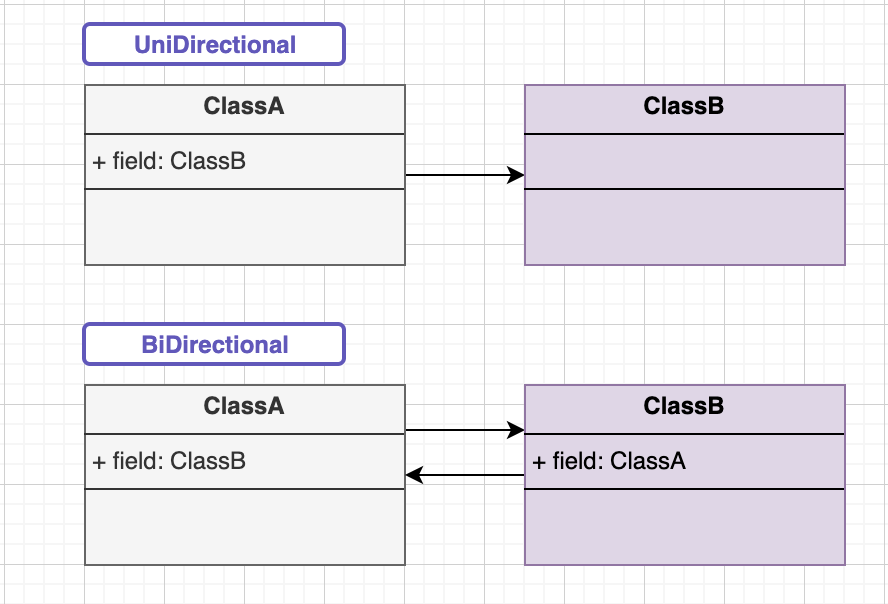 UniDirectional
ClassA
ClassB
+ field: ClassB
BiDirectional
ClassA
ClassB
+ field: ClassB
+ field: ClassA